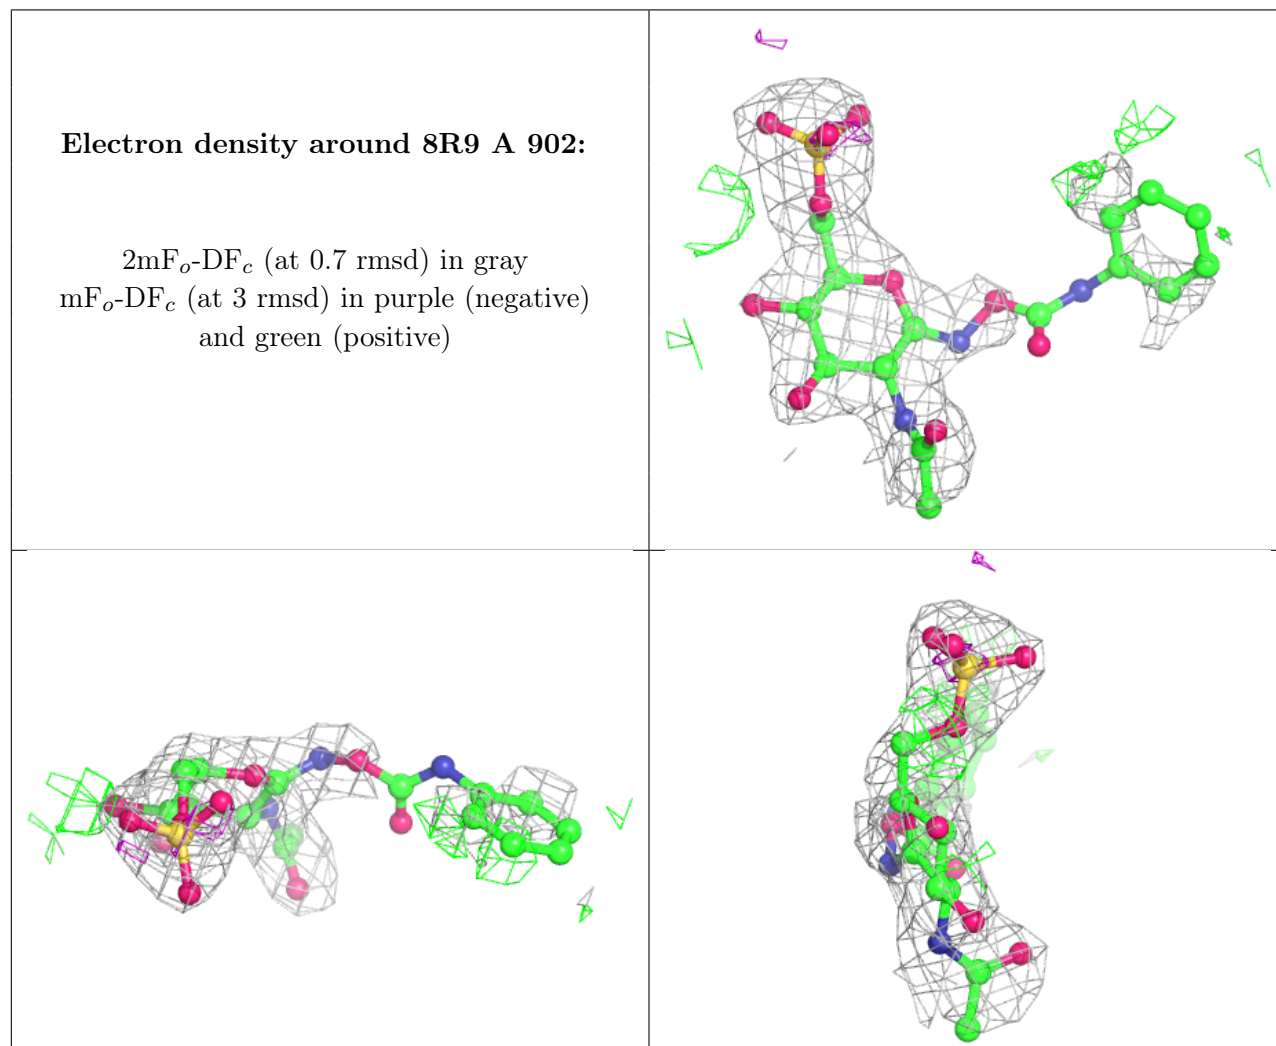 Electron density around 8R9 A 902:
2mFo-DFc (at 0.7 rmsd) in gray
mFo-DFc (at 3 rmsd) in purple (negative)
and green (positive)